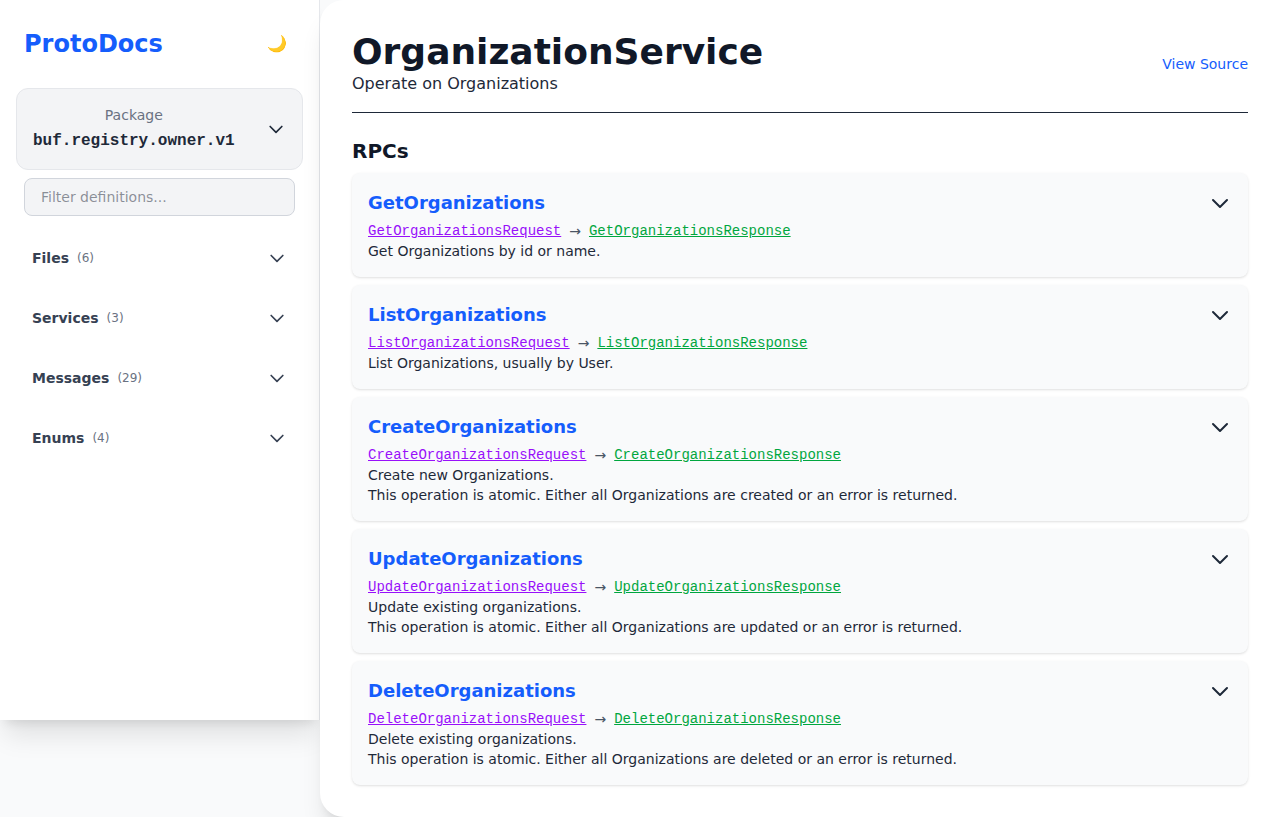 ProtoDocs
Package
buf.registry.owner.v1
Filter definitions...
Files (6)
Services (3)
Messages (29)
Enums (4)
OrganizationService
Operate on Organizations
View Source
RPCs
GetOrganizations
GetOrganizationsRequest → GetOrganizationsResponse
Get Organizations by id or name.
ListOrganizations
ListOrganizationsRequest → ListOrganizationsResponse
List Organizations, usually by User.
CreateOrganizations
CreateOrganizationsRequest → CreateOrganizationsResponse
Create new Organizations.
This operation is atomic. Either all Organizations are created or an error is returned.
UpdateOrganizations
UpdateOrganizationsRequest → UpdateOrganizationsResponse
Update existing organizations.
This operation is atomic. Either all Organizations are updated or an error is returned.
DeleteOrganizations
DeleteOrganizationsRequest → DeleteOrganizationsResponse
Delete existing organizations.
This operation is atomic. Either all Organizations are deleted or an error is returned.